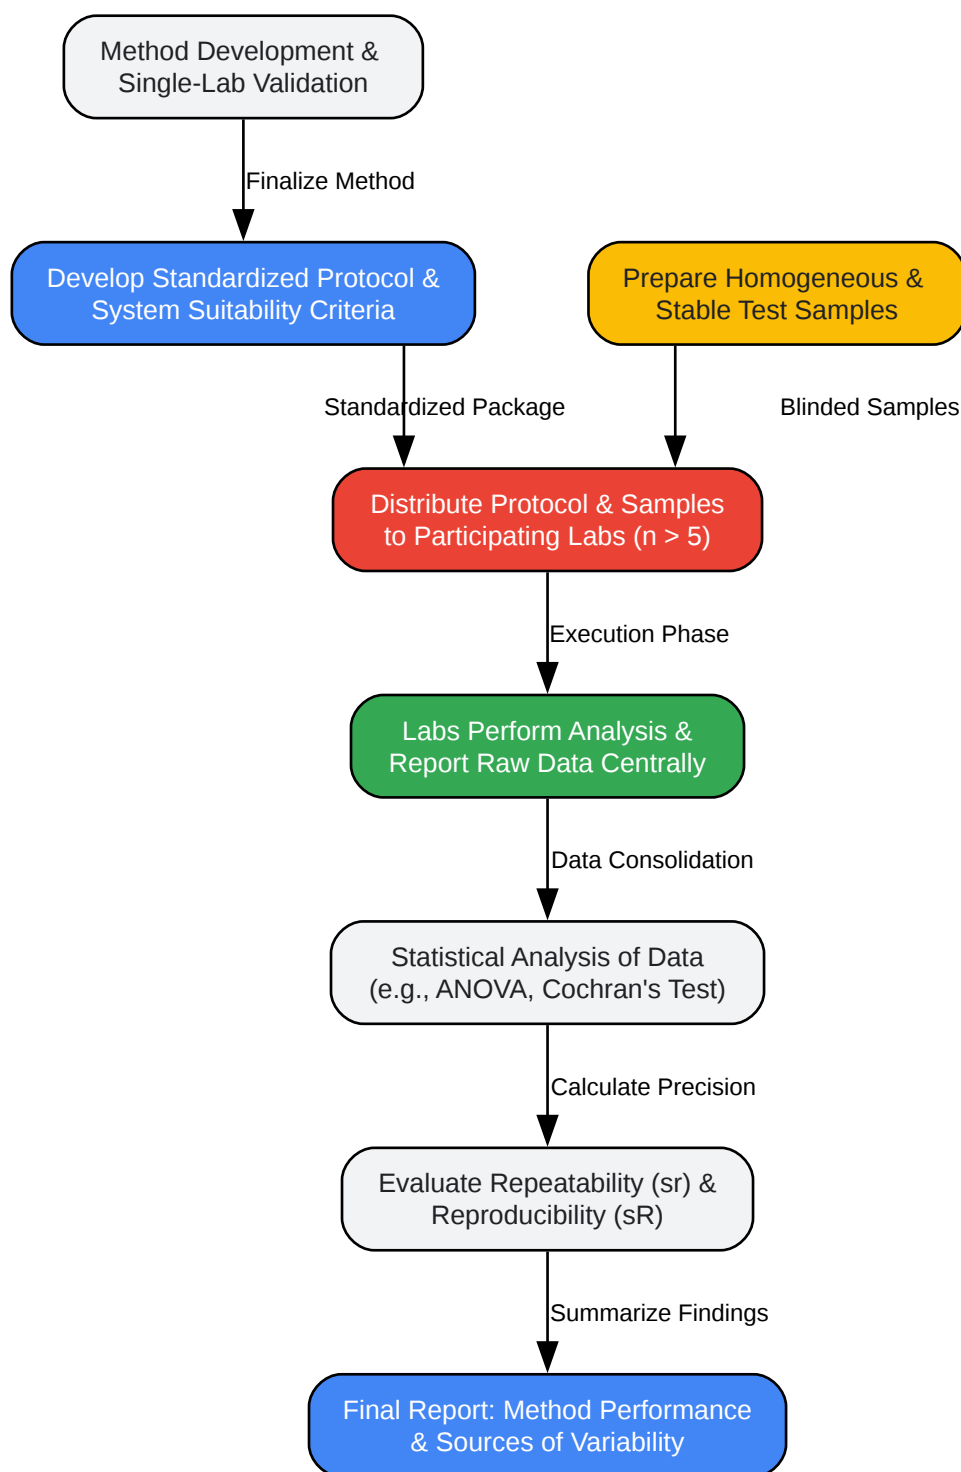 Method Development &
Single-Lab Validation
Finalize Method
Develop Standardized Protocol &
System Suitability Criteria
Prepare Homogeneous &
Stable Test Samples
Standardized Package
Blinded Samples
Distribute Protocol & Samples
to Participating Labs (n > 5)
Execution Phase
Labs Perform Analysis &
Report Raw Data Centrally
Data Consolidation
Statistical Analysis of Data
(e.g., ANOVA, Cochran's Test)
Calculate Precision
Evaluate Repeatability (sr) &
Reproducibility (sR)
Summarize Findings
Final Report: Method Performance
& Sources of Variability